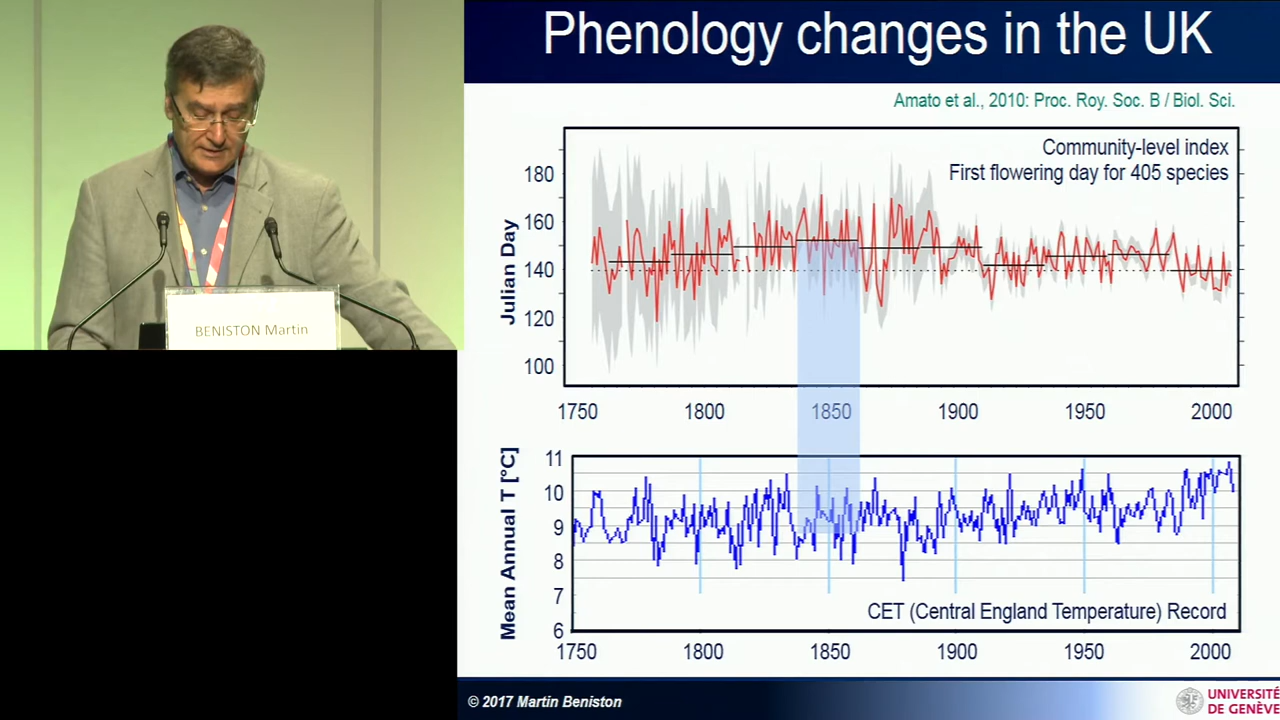 Phenology changes in the UK
Amato et al., 2010: Proc. Roy. Soc. B / Biol. Sci.
Community-level index
First flowering day for 405 species
Julian Day
180
160
140
120
100
1750 1800 1850 1900 1950 2000
Mean Annual T [°C]
11
10
9
8
7
6
CET (Central England Temperature) Record
1750 1800 1850 1900 1950 2000
© 2017 Martin Beniston
UNIVERSITÉ
DE GENÈVE
BENISTON Martin